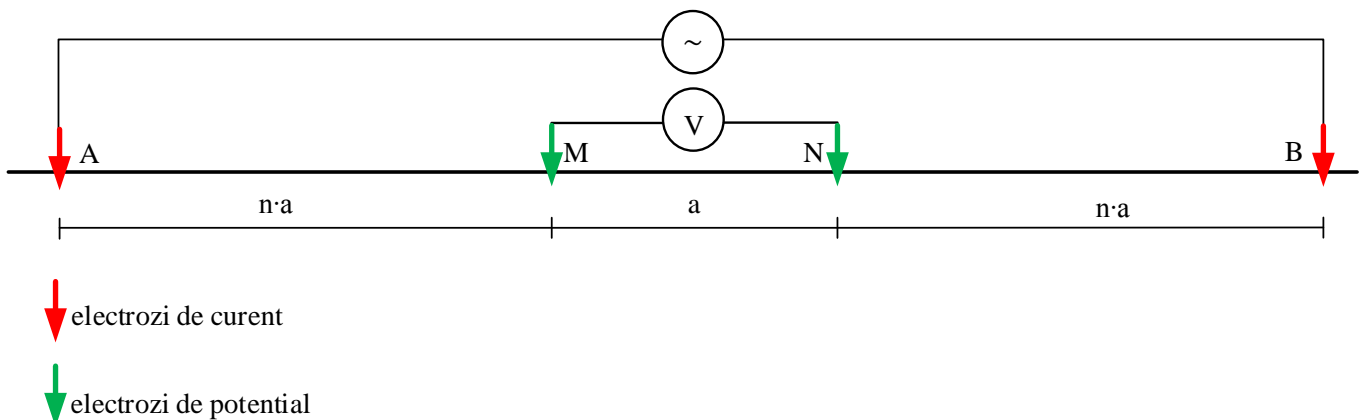 ~
V
A
M
N
B
n·a
a
n·a
electrozi de curent
electrozi de potential